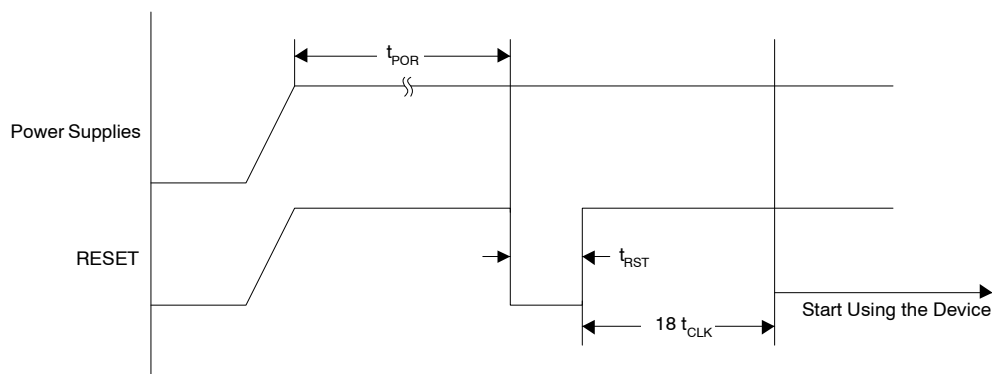 tPOR
Power Supplies
RESET
tRST
18 tCLK
Start Using the Device